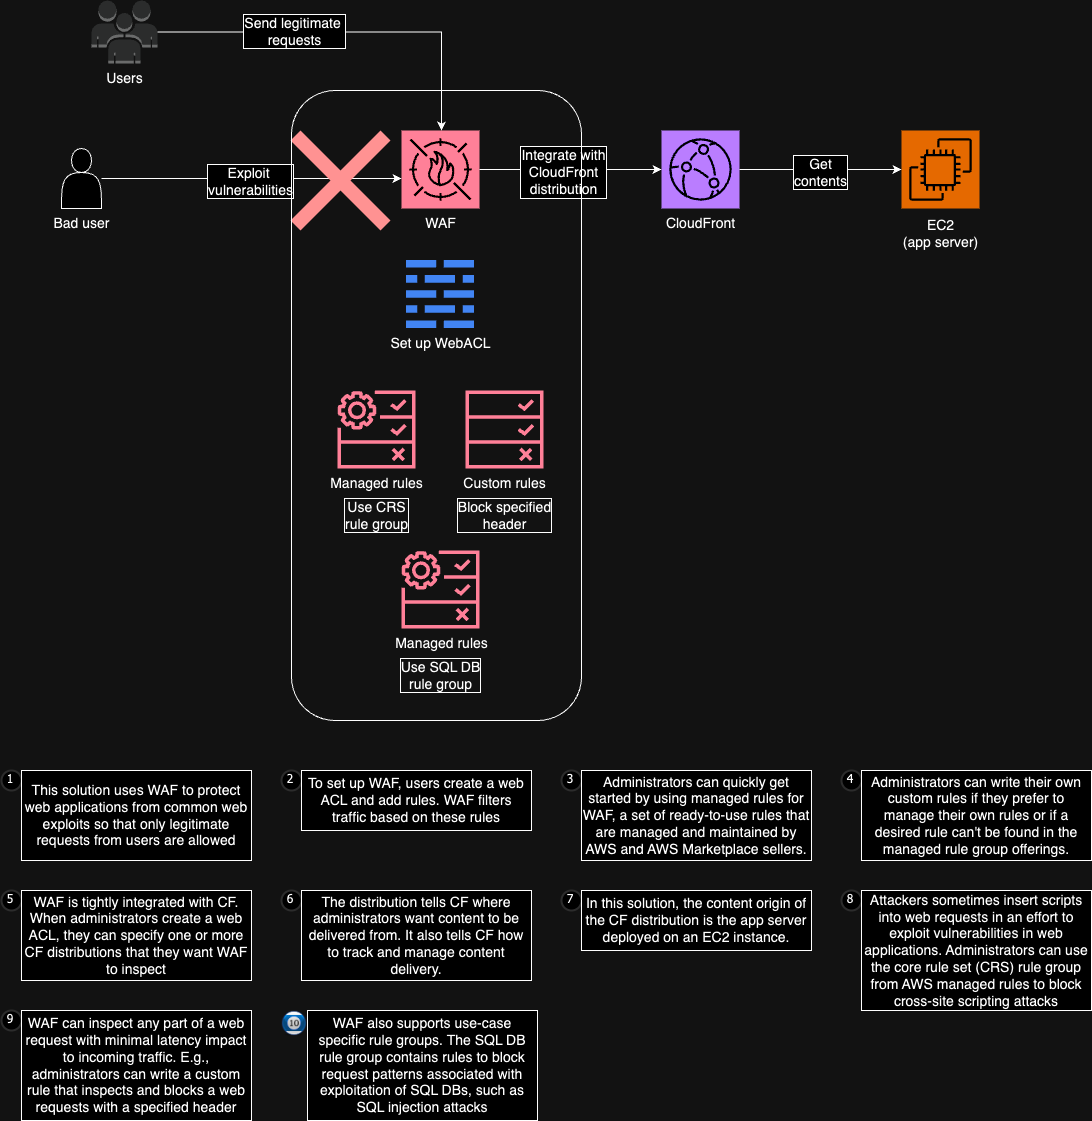 Send legitimate
requests
Users
Exploit
vulnerabilities
Integrate with
CloudFront
distribution
Get
contents
Bad user
WAF
CloudFront
EC2
(app server)
Set up WebACL
Managed rules
Use CRS
rule group
Custom rules
Block specified
header
Managed rules
Use SQL DB
rule group
1
This solution uses WAF to protect
web applications from common web
exploits so that only legitimate
requests from users are allowed
2
To set up WAF, users create a web
ACL and add rules. WAF filters
traffic based on these rules
3
Administrators can quickly get
started by using managed rules for
WAF, a set of ready-to-use rules that
are managed and maintained by
AWS and AWS Marketplace sellers.
4
Administrators can write their own
custom rules if they prefer to
manage their own rules or if a
desired rule can't be found in the
managed rule group offerings.
5
WAF is tightly integrated with CF.
When administrators create a web
ACL, they can specify one or more
CF distributions that they want WAF
to inspect
6
The distribution tells CF where
administrators want content to be
delivered from. It also tells CF how
to track and manage content
delivery.
7
In this solution, the content origin of
the CF distribution is the app server
deployed on an EC2 instance.
8
Attackers sometimes insert scripts
into web requests in an effort to
exploit vulnerabilities in web
applications. Administrators can use
the core rule set (CRS) rule group
from AWS managed rules to block
cross-site scripting attacks
9
WAF can inspect any part of a web
request with minimal latency impact
to incoming traffic. E.g.,
administrators can write a custom
rule that inspects and blocks a web
requests with a specified header
10
WAF also supports use-case
specific rule groups. The SQL DB
rule group contains rules to block
request patterns associated with
exploitation of SQL DBs, such as
SQL injection attacks